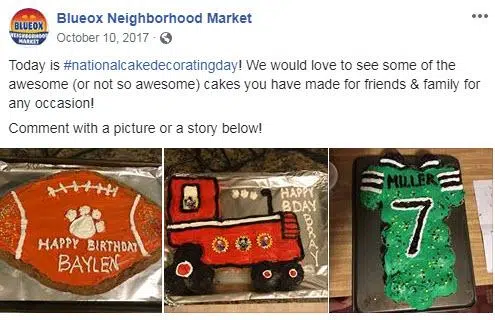 BLUEOX
NEIGHBORHOOD
MARKET
Blueox Neighborhood Market
October 10, 2017 ·
Today is #nationalcakedecoratingday! We would love to see some of the
awesome (or not so awesome) cakes you have made for friends & family for
any occasion!
Comment with a picture or a story below!
HAPPY BIRTHDAY
BAYLEN
HAPPY
BDAY
BRAY
MILLER
7